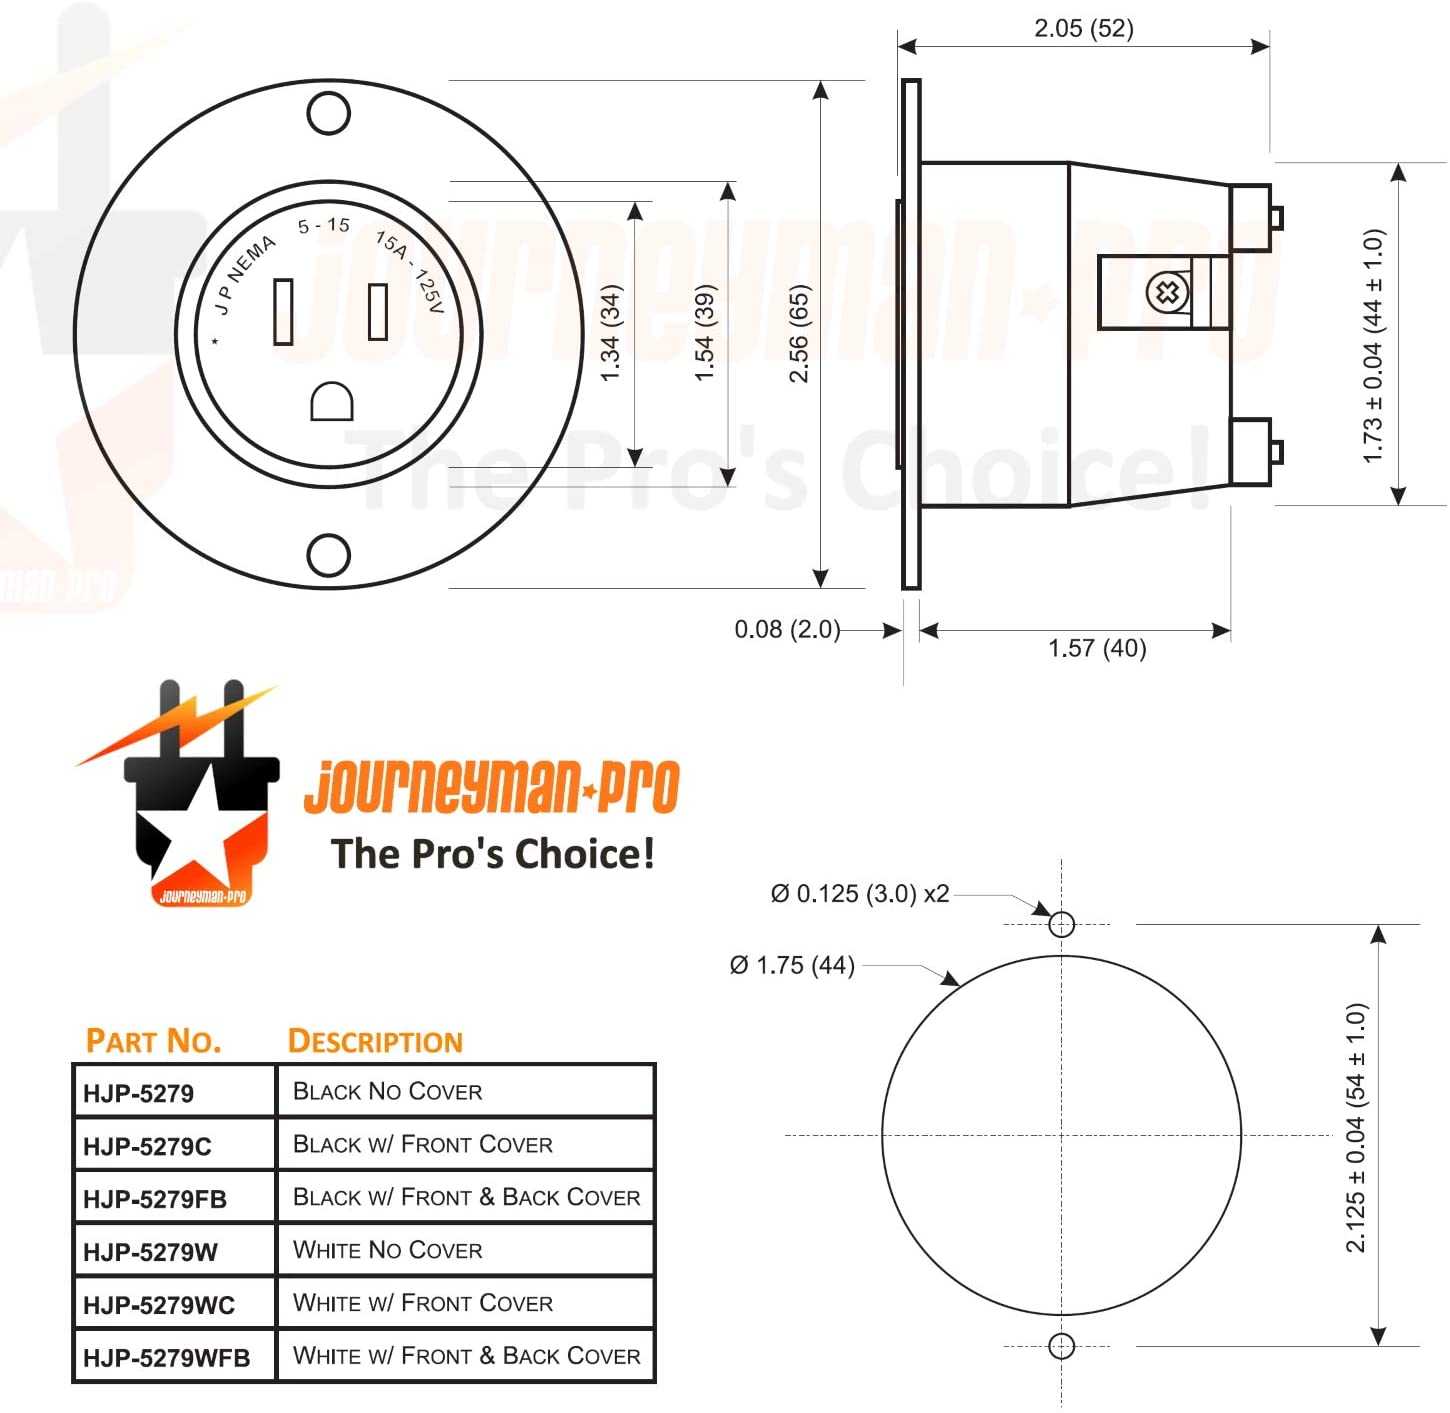 2.05 (52)
5 - 15
J P NEMA
15A - 125V
*
1.34 (34)
1.54 (39)
2.56 (65)
1.73 ± 0.04 (44 ± 1.0)
journeyman★pro
The Pro's Choice!
man·pro
0.08 (2.0)
1.57 (40)
journeyman★pro
The Pro's Choice!
journeyman·pro
Ø 0.125 (3.0) x2
Ø 1.75 (44)
2.125 ± 0.04 (54 ± 1.0)
PART NO. DESCRIPTION
HJP-5279 BLACK NO COVER
HJP-5279C BLACK W/ FRONT COVER
HJP-5279FB BLACK W/ FRONT & BACK COVER
HJP-5279W WHITE NO COVER
HJP-5279WC WHITE W/ FRONT COVER
HJP-5279WFB WHITE W/ FRONT & BACK COVER